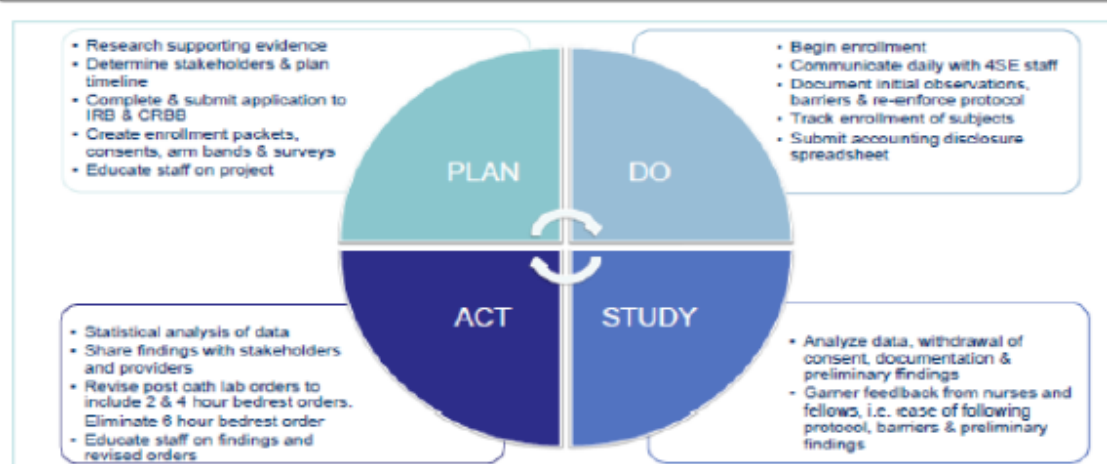 • Research supporting evidence
• Determine stakeholders & plan
timeline
• Complete & submit application to
IRB & CRBB
• Create enrollment packets,
consents, arm bands & surveys
• Educate staff on project
PLAN
• Begin enrollment
• Communicate daily with 4SE staff
• Document initial observations,
barriers & re-enforce protocol
• Track enrollment of subjects
• Submit accounting disclosure
spreadsheet
DO
• Statistical analysis of data
• Share findings with stakeholders
and providers
• Revise post cath lab orders to
include 2 & 4 hour bedrest orders.
Eliminate 6 hour bedrest order
• Educate staff on findings and
revised orders
ACT
STUDY
• Analyze data, withdrawal of
consent, documentation &
preliminary findings
• Garner feedback from nurses and
fellows, i.e. ease of following
protocol, barriers & preliminary
findings